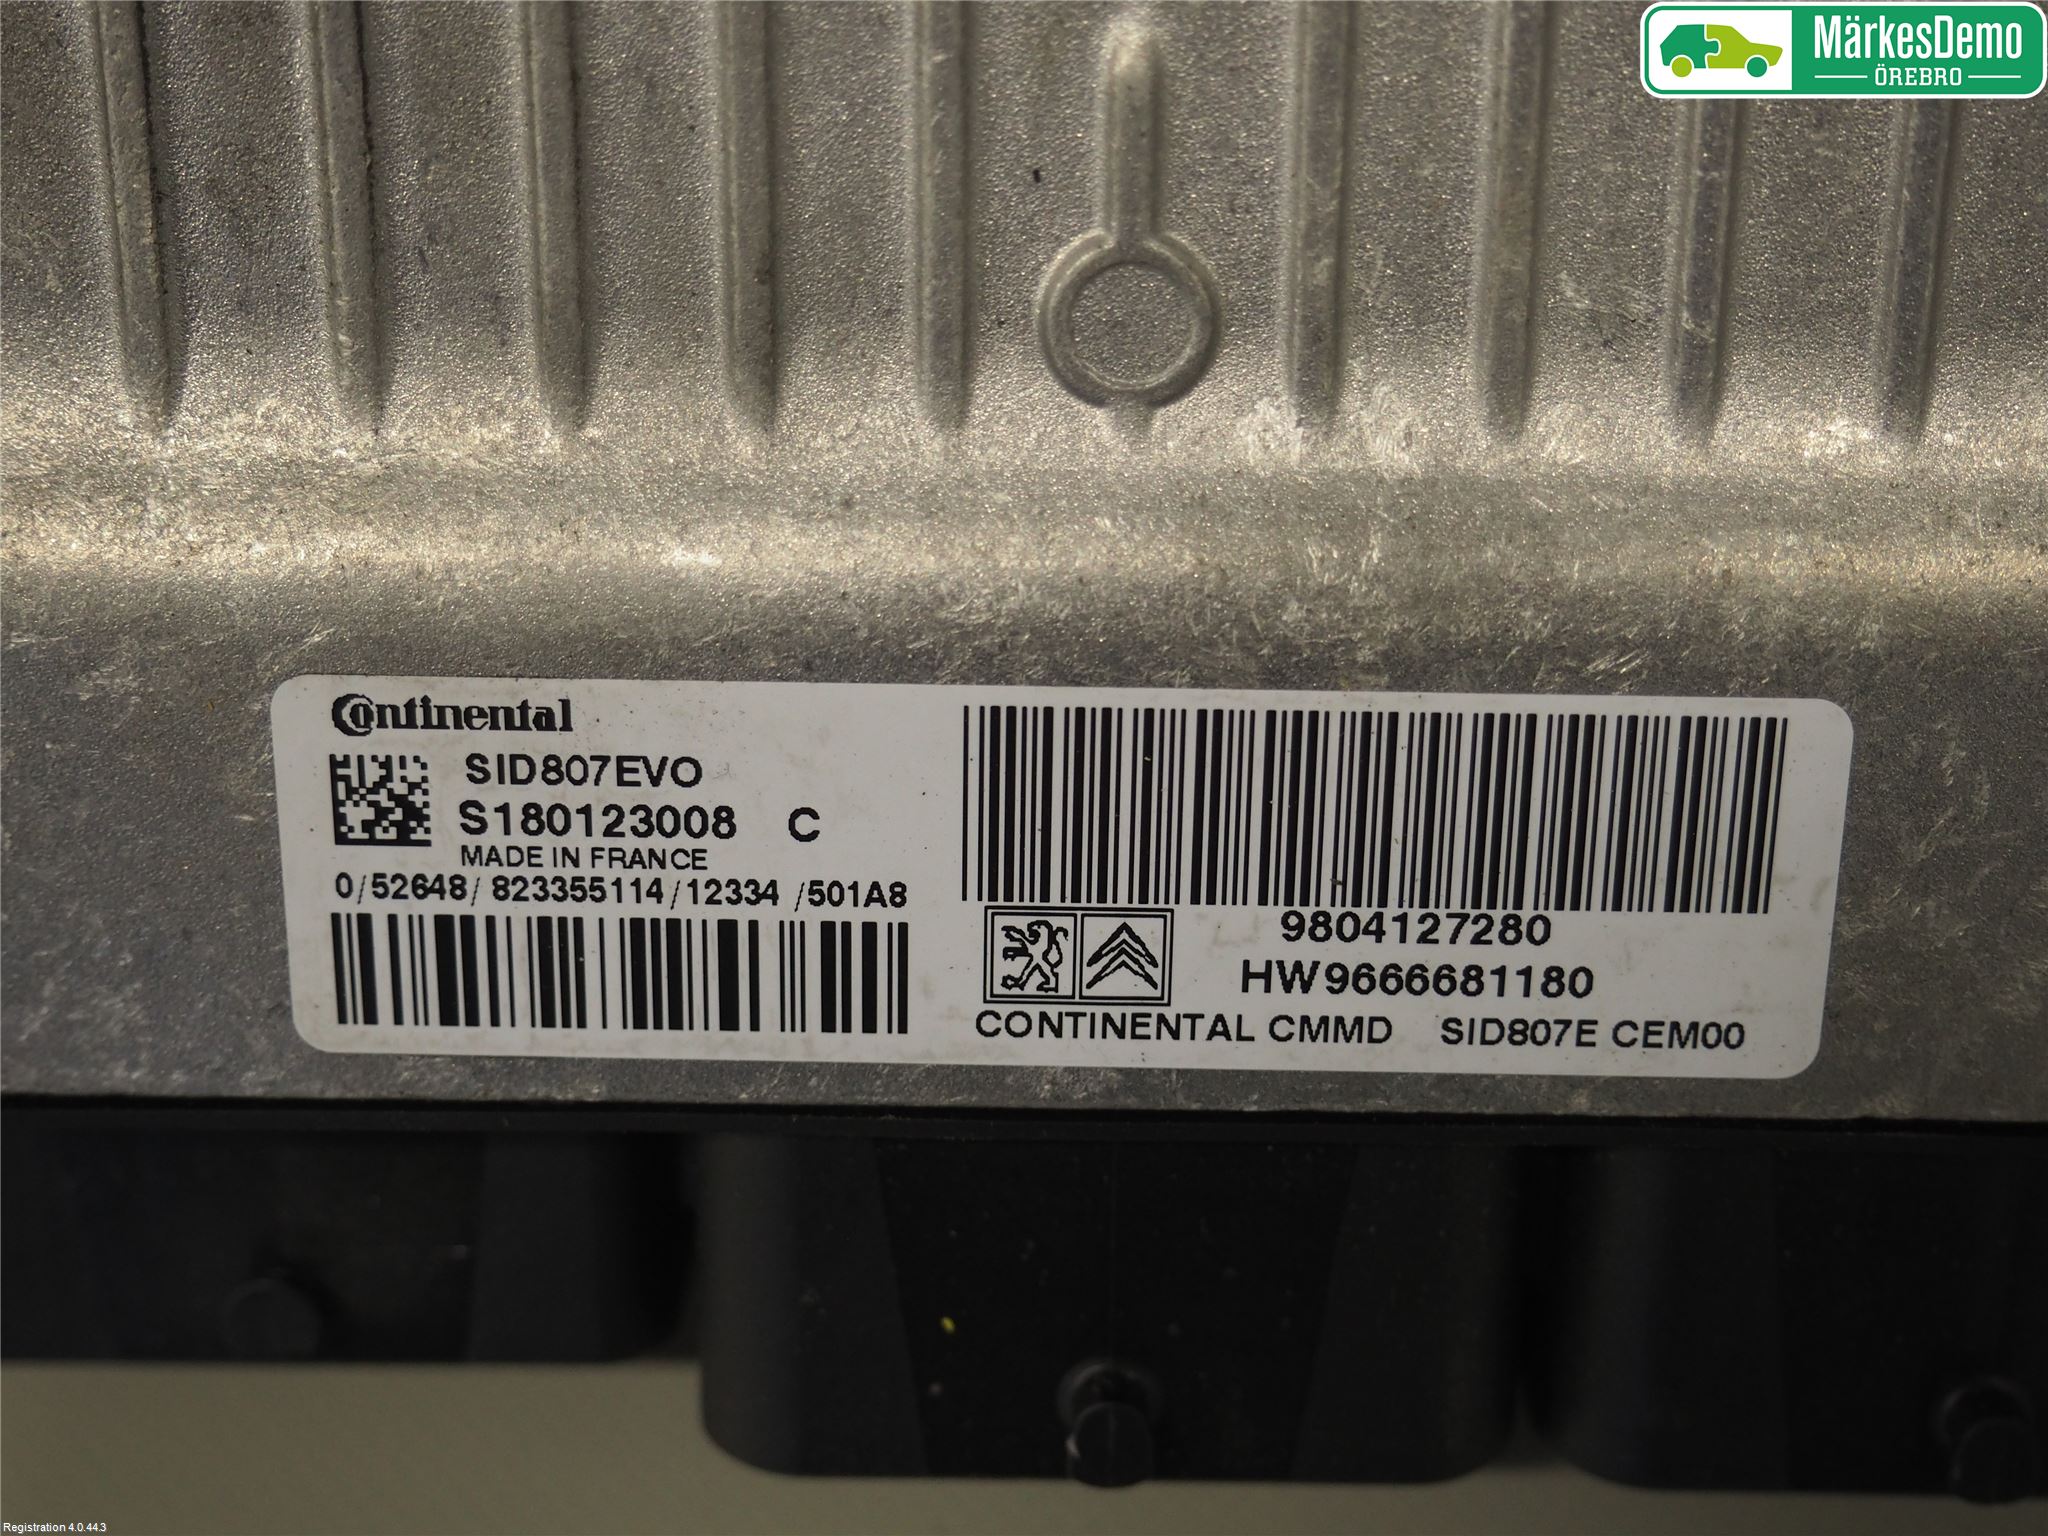 MärkesDemo
ÖREBRO
Continental
SID807EVO
S180123008 C
MADE IN FRANCE
0/52648/ 823355114/12334 /501A8
9804127280
HW9666681180
CONTINENTAL CMMD SID807E CEM00
Registration 4.0.44.3